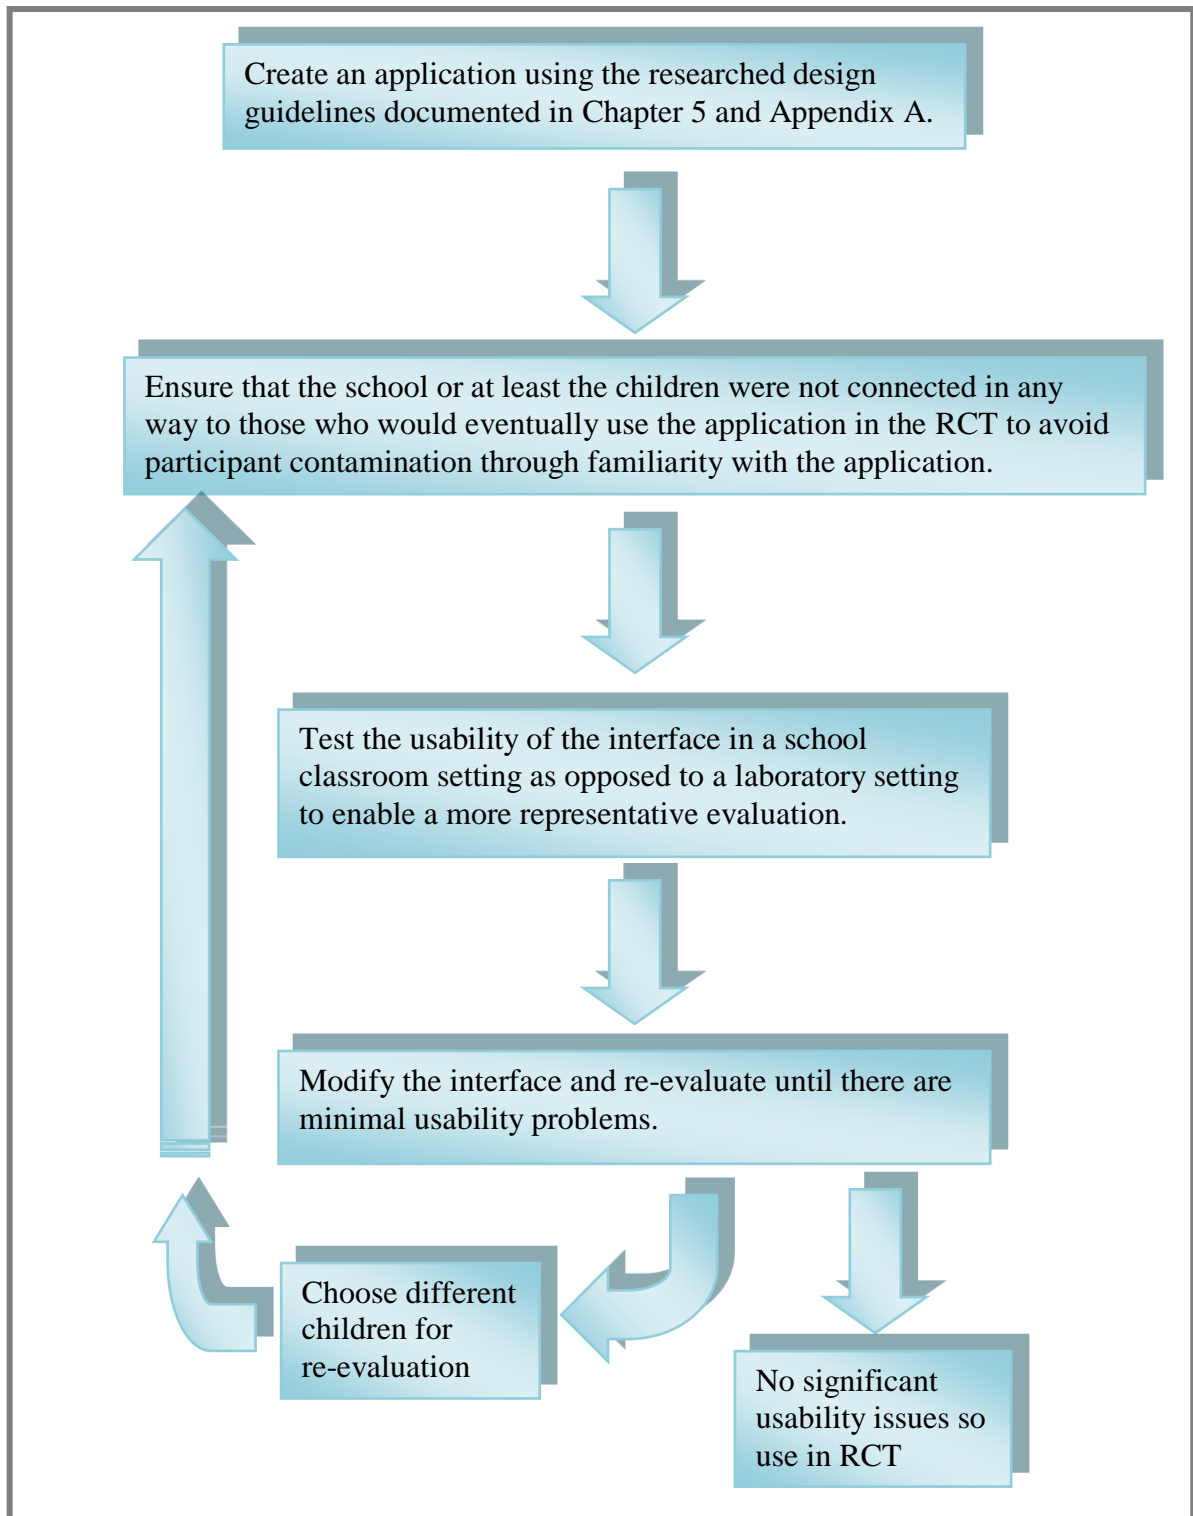 Create an application using the researched design
guidelines documented in Chapter 5 and Appendix A.
Ensure that the school or at least the children were not connected in any
way to those who would eventually use the application in the RCT to avoid
participant contamination through familiarity with the application.
Test the usability of the interface in a school
classroom setting as opposed to a laboratory setting
to enable a more representative evaluation.
Modify the interface and re-evaluate until there are
minimal usability problems.
Choose different
children for
re-evaluation
No significant
usability issues so
use in RCT